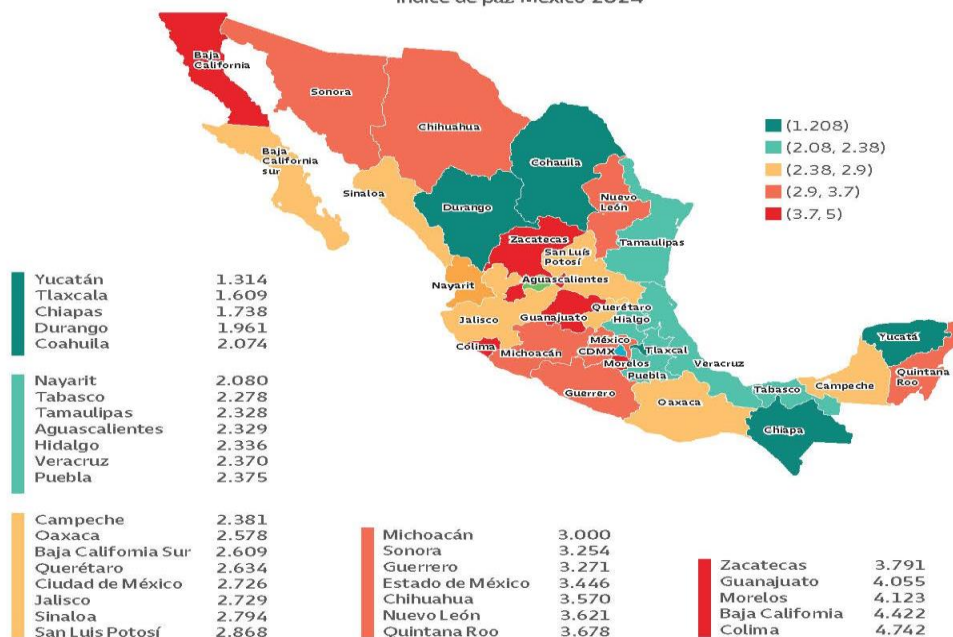 Índice de paz México 2024
Baja
California
Sonora
Chihuahua
Cohauila
Baja
California
sur
Sinaloa
Durango
Nuevo
León
Tamaulipas
Zacatecas
San Luís
Potosí
Nayarit
Aguascalientes
Jalisco
Guanajuato
Querétaro
Hidalgo
Colima
Michoacán
México
CDMX
Tlaxcal
Morelos
Puebla
Veracruz
Guerrero
Oaxaca
Tabasco
Campeche
Yucatá
Quintana
Roo
Chiapa
(1.208)
(2.08, 2.38)
(2.38, 2.9)
(2.9, 3.7)
(3.7, 5)
Yucatán 1.314
Tlaxcala 1.609
Chiapas 1.738
Durango 1.961
Coahuila 2.074
Nayarit 2.080
Tabasco 2.278
Tamaulipas 2.328
Aguascalientes 2.329
Hidalgo 2.336
Veracruz 2.370
Puebla 2.375
Campeche 2.381
Oaxaca 2.578
Baja California Sur 2.609
Querétaro 2.634
Ciudad de México 2.726
Jalisco 2.729
Sinaloa 2.794
San Luis Potosí 2.868
Michoacán 3.000
Sonora 3.254
Guerrero 3.271
Estado de México 3.446
Chihuahua 3.570
Nuevo León 3.621
Quintana Roo 3.678
Zacatecas 3.791
Guanajuato 4.055
Morelos 4.123
Baja California 4.422
Colima 4.742